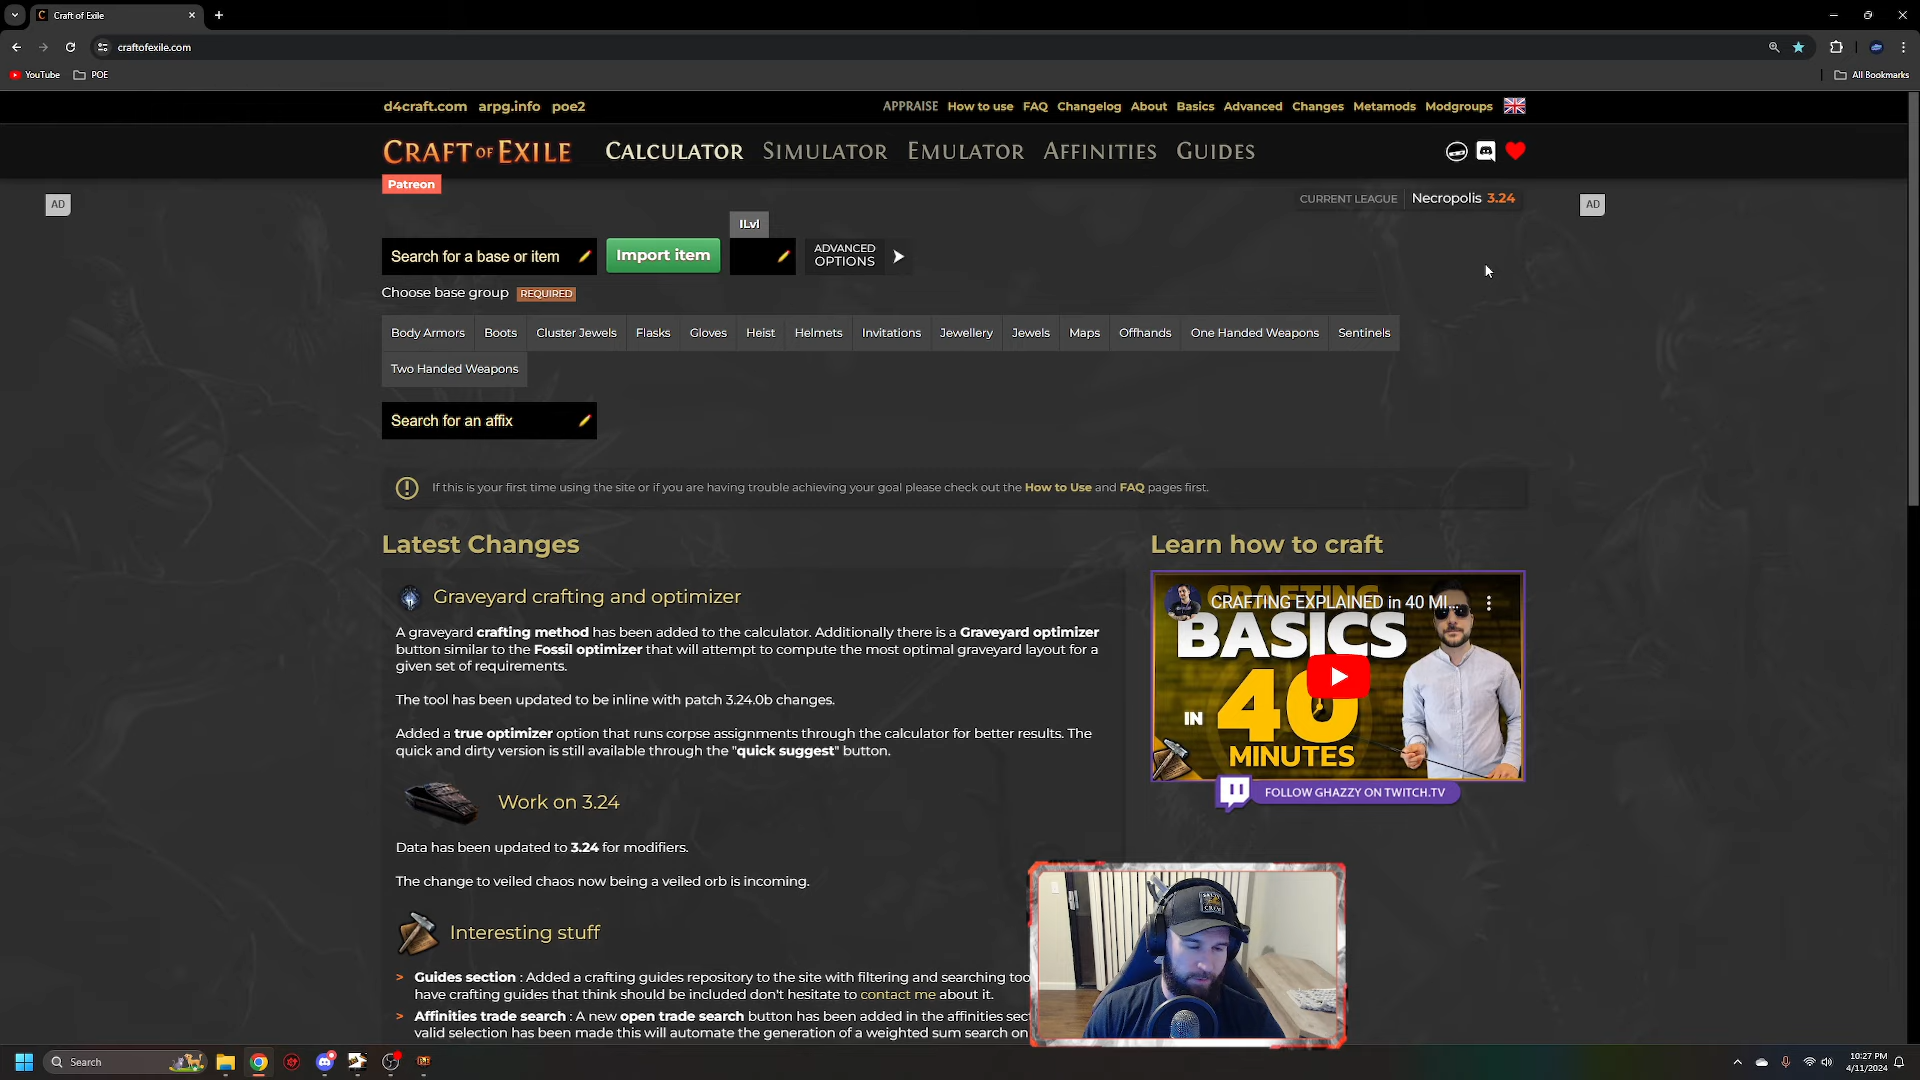 Craft of Exile
craftofexile.com
YouTube POE All Bookmarks
d4craft.com arpg.info poe2 APPRAISE How to use FAQ Changelog About Basics Advanced Changes Metamods Modgroups
CRAFT OF EXILE CALCULATOR SIMULATOR EMULATOR AFFINITIES GUIDES
Patreon
AD CURRENT LEAGUE Necropolis 3.24 AD
ILvl
Search for a base or item Import item ADVANCED OPTIONS
Choose base group REQUIRED
Body Armors Boots Cluster Jewels Flasks Gloves Heist Helmets Invitations Jewellery Jewels Maps Offhands One Handed Weapons Sentinels
Two Handed Weapons
Search for an affix
If this is your first time using the site or if you are having trouble achieving your goal please check out the How to Use and FAQ pages first.
Latest Changes
Graveyard crafting and optimizer
A graveyard crafting method has been added to the calculator. Additionally there is a Graveyard optimizer
button similar to the Fossil optimizer that will attempt to compute the most optimal graveyard layout for a
given set of requirements.
The tool has been updated to be inline with patch 3.24.0b changes.
Added a true optimizer option that runs corpse assignments through the calculator for better results. The
quick and dirty version is still available through the "quick suggest" button.
Work on 3.24
Data has been updated to 3.24 for modifiers.
The change to veiled chaos now being a veiled orb is incoming.
Interesting stuff
> Guides section : Added a crafting guides repository to the site with filtering and searching too
have crafting guides that think should be included don't hesitate to contact me about it.
> Affinities trade search : A new open trade search button has been added in the affinities sec
valid selection has been made this will automate the generation of a weighted sum search on
Learn how to craft
CRAFTING EXPLAINED in 40 MI...
CRAFTING
BASICS
IN 40
MINUTES
FOLLOW GHAZZY ON TWITCH.TV
SALTY
CREW
Search
10:27 PM
4/11/2024